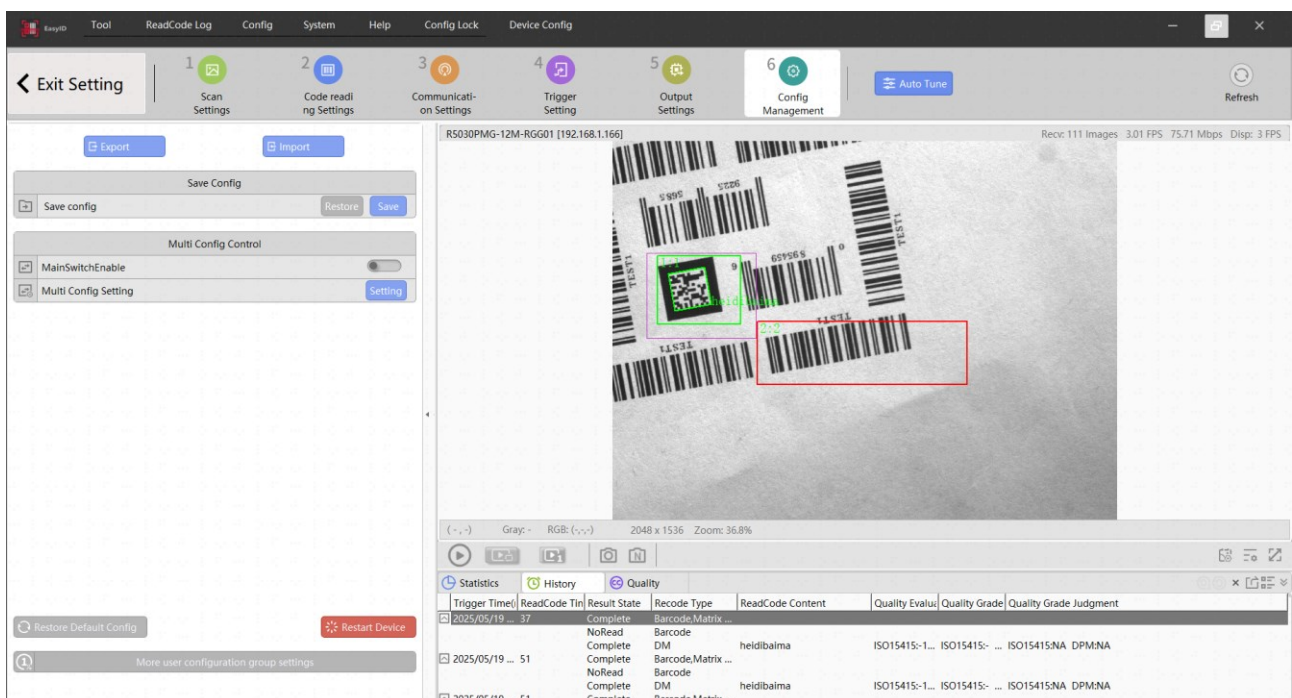 EasyID Tool ReadCode Log Config System Help Config Lock Device Config
Exit Setting
1 Scan Settings
2 Code readi ng Settings
3 Communicati- on Settings
4 Trigger Setting
5 Output Settings
6 Config Management
Auto Tune
Refresh
Export Import
Save Config
Save config Restore Save
Multi Config Control
MainSwitchEnable
Multi Config Setting Setting
Restore Default Config Restart Device
More user configuration group settings
R5030PMG-12M-RGG01 [192.168.1.166] Recv: 111 Images 3.01 FPS 75.71 Mbps Disp: 3 FPS
TEST1
TEST1
1:1
heidibaima
2:2
TEST1
TEST1
(-,-) Gray: - RGB: (-,-,-) 2048 x 1536 Zoom: 36.8%
Statistics History Quality
Trigger Time( ReadCode Tin Result State Recode Type ReadCode Content Quality Evalua Quality Grade Quality Grade Judgment
2025/05/19 ... 37 Complete Barcode,Matrix ...
NoRead Barcode
Complete DM heidibaima ISO15415:-1... ISO15415:- ... ISO15415:NA DPM:NA
2025/05/19 ... 51 Complete Barcode,Matrix ...
NoRead Barcode
Complete DM heidibaima ISO15415:-1... ISO15415:- ... ISO15415:NA DPM:NA